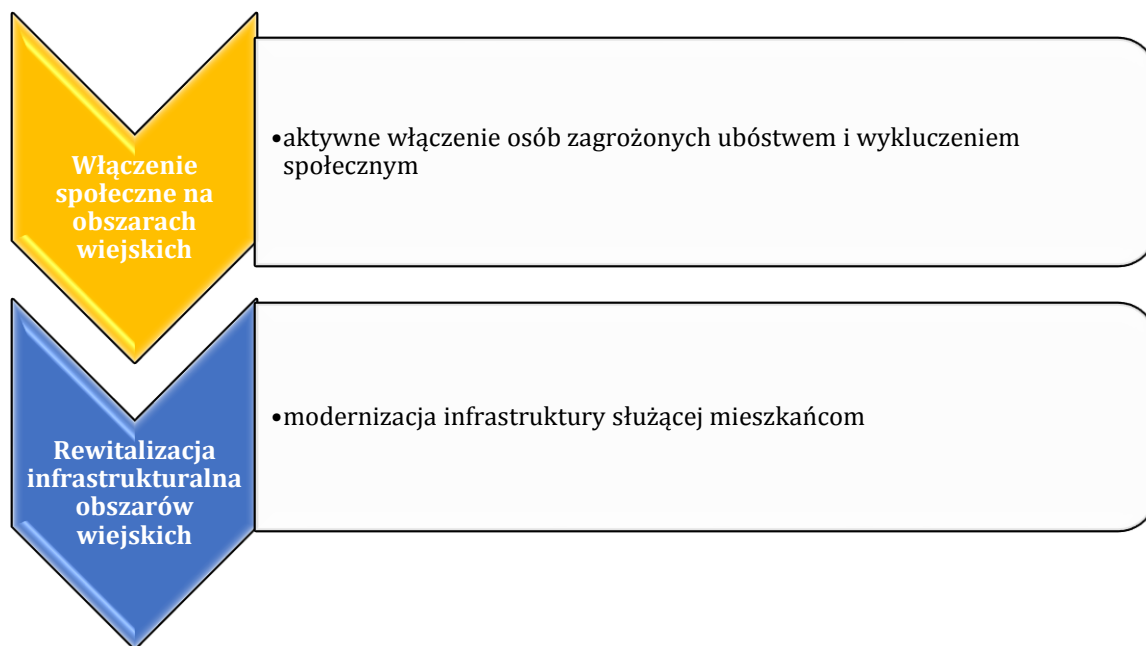 Włączenie
społeczne na
obszarach
wiejskich
•aktywne włączenie osób zagrożonych ubóstwem i wykluczeniem
społecznym
Rewitalizacja
infrastrukturalna
obszarów
wiejskich
•modernizacja infrastruktury służącej mieszkańcom